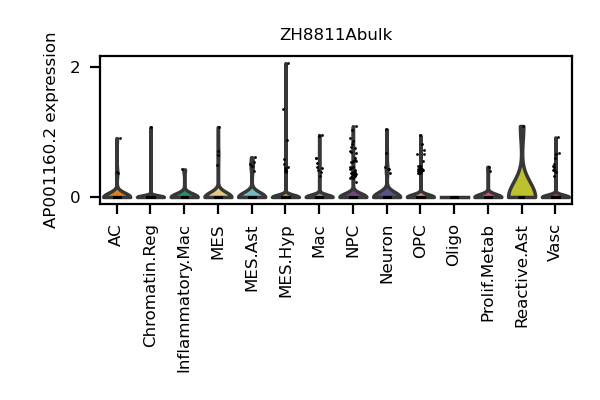 ZH8811Abulk
AP001160.2 expression
2
0
AC
Chromatin.Reg
Inflammatory.Mac
MES
MES.Ast
MES.Hyp
Mac
NPC
Neuron
OPC
Oligo
Prolif.Metab
Reactive.Ast
Vasc